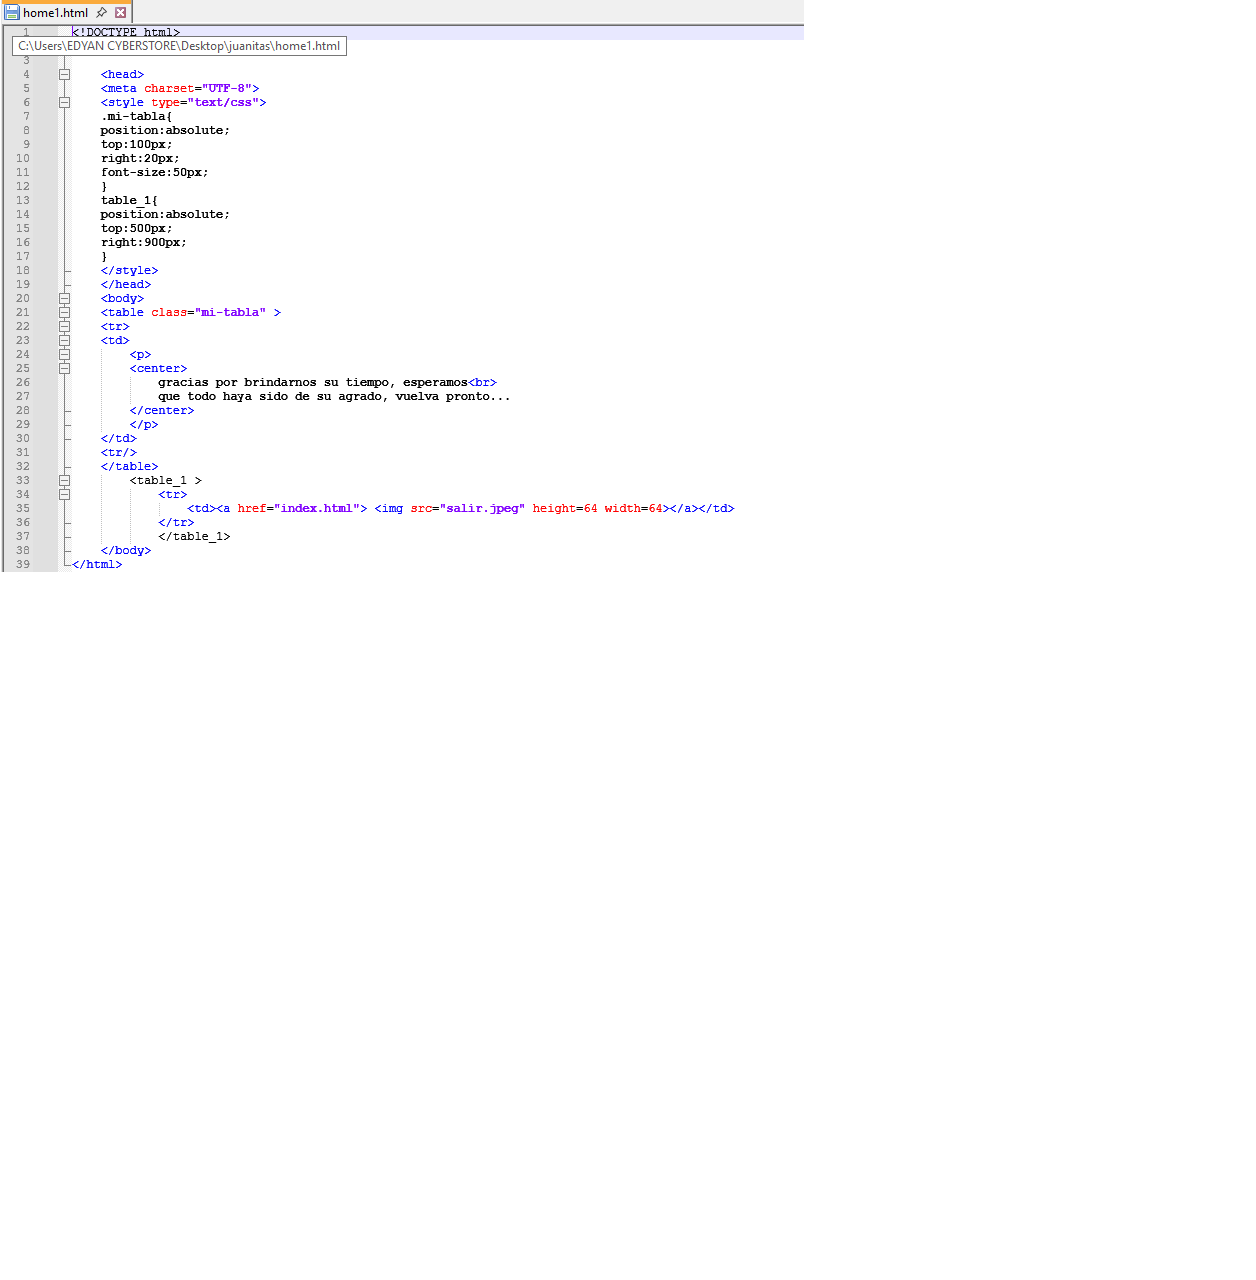 home1.html
1 <!DOCTYPE html>
C:\Users\EDYAN CYBERSTORE\Desktop\juanitas\home1.html
3
4 <head>
5 <meta charset="UTF-8">
6 <style type="text/css">
7 .mi-tabla{
8 position:absolute;
9 top:100px;
10 right:20px;
11 font-size:50px;
12 }
13 table_1{
14 position:absolute;
15 top:500px;
16 right:900px;
17 }
18 </style>
19 </head>
20 <body>
21 <table class="mi-tabla" >
22 <tr>
23 <td>
24 <p>
25 <center>
26 gracias por brindarnos su tiempo, esperamos<br>
27 que todo haya sido de su agrado, vuelva pronto...
28 </center>
29 </p>
30 </td>
31 <tr/>
32 </table>
33 <table_1 >
34 <tr>
35 <td><a href="index.html"> <img src="salir.jpeg" height=64 width=64></a></td>
36 </tr>
37 </table_1>
38 </body>
39 </html>